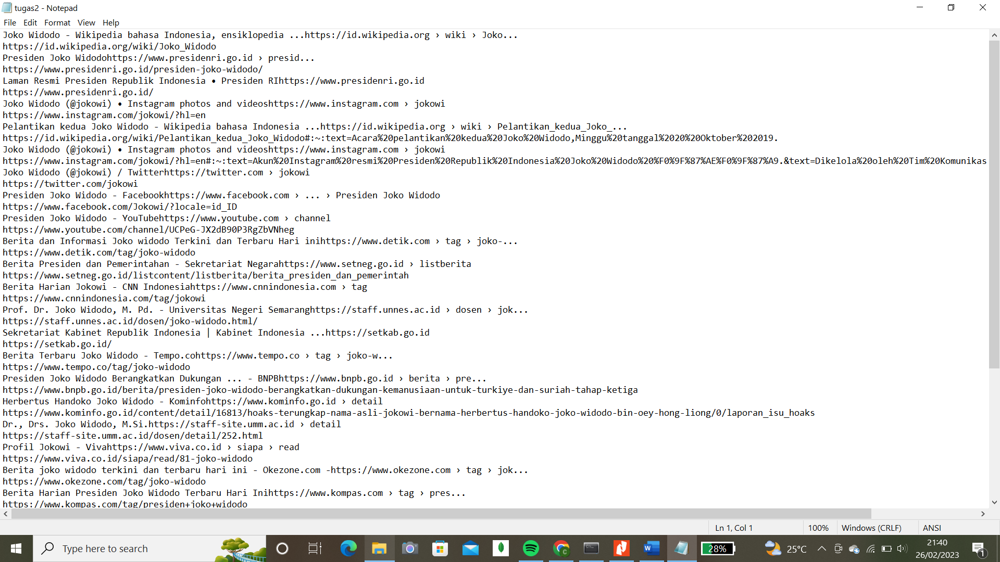 tugas2 - Notepad
File Edit Format View Help
Joko Widodo - Wikipedia bahasa Indonesia, ensiklopedia ...https://id.wikipedia.org › wiki › Joko...
https://id.wikipedia.org/wiki/Joko_Widodo
Presiden Joko Widodohttps://www.presidenri.go.id › presid...
https://www.presidenri.go.id/presiden-joko-widodo/
Laman Resmi Presiden Republik Indonesia • Presiden RIhttps://www.presidenri.go.id
https://www.presidenri.go.id/
Joko Widodo (@jokowi) • Instagram photos and videoshttps://www.instagram.com › jokowi
https://www.instagram.com/jokowi/?hl=en
Pelantikan kedua Joko Widodo - Wikipedia bahasa Indonesia ...https://id.wikipedia.org › wiki › Pelantikan_kedua_Joko_...
https://id.wikipedia.org/wiki/Pelantikan_kedua_Joko_Widodo#:~:text=Acara%20pelantikan%20kedua%20Joko%20Widodo,Minggu%20tanggal%2020%20Oktober%202019.
Joko Widodo (@jokowi) • Instagram photos and videoshttps://www.instagram.com › jokowi
https://www.instagram.com/jokowi/?hl=en#:~:text=Akun%20Instagram%20resmi%20Presiden%20Republik%20Indonesia%20Joko%20Widodo%20%F0%9F%87%AE%F0%9F%87%A9.&text=Dikelola%20oleh%20Tim%20Komunikas
Joko Widodo (@jokowi) / Twitterhttps://twitter.com › jokowi
https://twitter.com/jokowi
Presiden Joko Widodo - Facebookhttps://www.facebook.com › ... › Presiden Joko Widodo
https://www.facebook.com/Jokowi/?locale=id_ID
Presiden Joko Widodo - YouTubehttps://www.youtube.com › channel
https://www.youtube.com/channel/UCPeG-JX2dB90P3RgZbVNheg
Berita dan Informasi Joko widodo Terkini dan Terbaru Hari inihttps://www.detik.com › tag › joko-...
https://www.detik.com/tag/joko-widodo
Berita Presiden dan Pemerintahan - Sekretariat Negarahttps://www.setneg.go.id › listberita
https://www.setneg.go.id/listcontent/listberita/berita_presiden_dan_pemerintah
Berita Harian Jokowi - CNN Indonesiahttps://www.cnnindonesia.com › tag
https://www.cnnindonesia.com/tag/jokowi
Prof. Dr. Joko Widodo, M. Pd. - Universitas Negeri Semaranghttps://staff.unnes.ac.id › dosen › jok...
https://staff.unnes.ac.id/dosen/joko-widodo.html/
Sekretariat Kabinet Republik Indonesia | Kabinet Indonesia ...https://setkab.go.id
https://setkab.go.id/
Berita Terbaru Joko Widodo - Tempo.cohttps://www.tempo.co › tag › joko-w...
https://www.tempo.co/tag/joko-widodo
Presiden Joko Widodo Berangkatkan Dukungan ... - BNPBhttps://www.bnpb.go.id › berita › pre...
https://www.bnpb.go.id/berita/presiden-joko-widodo-berangkatkan-dukungan-kemanusiaan-untuk-turkiye-dan-suriah-tahap-ketiga
Herbertus Handoko Joko Widodo - Kominfohttps://www.kominfo.go.id › detail
https://www.kominfo.go.id/content/detail/16813/hoaks-terungkap-nama-asli-jokowi-bernama-herbertus-handoko-joko-widodo-bin-oey-hong-liong/0/laporan_isu_hoaks
Dr., Drs. Joko Widodo, M.Si.https://staff-site.umm.ac.id › detail
https://staff-site.umm.ac.id/dosen/detail/252.html
Profil Jokowi - Vivahttps://www.viva.co.id › siapa › read
https://www.viva.co.id/siapa/read/81-joko-widodo
Berita joko widodo terkini dan terbaru hari ini - Okezone.com -https://www.okezone.com › tag › jok...
https://www.okezone.com/tag/joko-widodo
Berita Harian Presiden Joko Widodo Terbaru Hari Inihttps://www.kompas.com › tag › pres...
https://www.kompas.com/tag/presiden+joko+widodo
Ln 1, Col 1 100% Windows (CRLF) ANSI
Type here to search 28% 25°C 21:40
26/02/2023 1